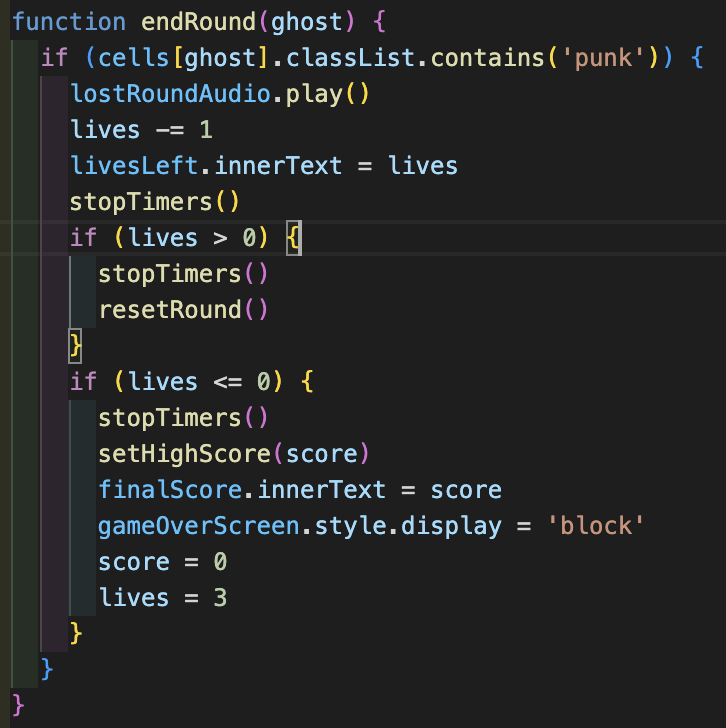 function endRound(ghost) {
  if (cells[ghost].classList.contains('punk')) {
    lostRoundAudio.play()
    lives -= 1
    livesLeft.innerText = lives
    stopTimers()
    if (lives > 0) {
      stopTimers()
      resetRound()
    }
    if (lives <= 0) {
      stopTimers()
      setHighScore(score)
      finalScore.innerText = score
      gameOverScreen.style.display = 'block'
      score = 0
      lives = 3
    }
  }
}